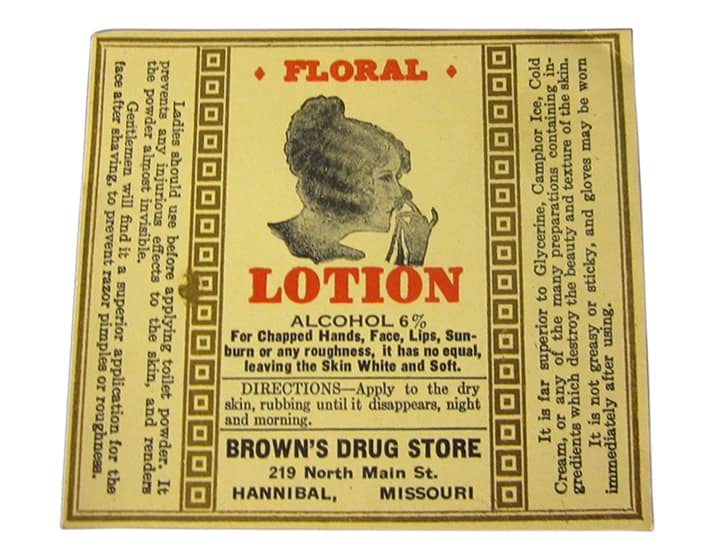 Ladies should use before applying toilet powder. It
prevents any injurious effects to the skin, and renders
the powder almost invisible.
Gentlemen will find it a superior application for the
face after shaving, to prevent razor pimples or roughness.
FLORAL
LOTION
ALCOHOL 6%
For Chapped Hands, Face, Lips, Sun-
burn or any roughness, it has no equal,
leaving the Skin White and Soft.
DIRECTIONS—Apply to the dry
skin, rubbing until it disappears, night
and morning.
BROWN'S DRUG STORE
219 North Main St.
HANNIBAL, MISSOURI
It is far superior to Glycerine, Camphor Ice, Cold
Cream, or any of the many preparations containing in-
gredients which destroy the beauty and texture of the skin.
It is not greasy or sticky, and gloves may be worn
immediately after using.